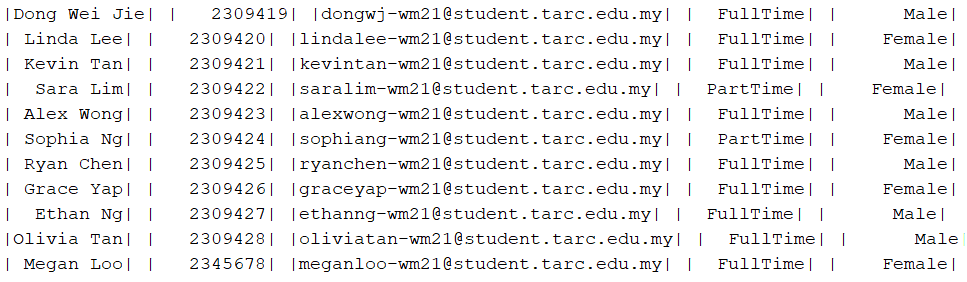 |Dong Wei Jie| |   2309419| |dongwj-wm21@student.tarc.edu.my| |  FullTime| |      Male|
| Linda Lee| |   2309420| |lindalee-wm21@student.tarc.edu.my| |  FullTime| |    Female|
| Kevin Tan| |   2309421| |kevintan-wm21@student.tarc.edu.my| |  FullTime| |      Male|
|  Sara Lim| |   2309422| |saralim-wm21@student.tarc.edu.my| |  PartTime| |    Female|
| Alex Wong| |   2309423| |alexwong-wm21@student.tarc.edu.my| |  FullTime| |      Male|
| Sophia Ng| |   2309424| |sophiang-wm21@student.tarc.edu.my| |  PartTime| |    Female|
| Ryan Chen| |   2309425| |ryanchen-wm21@student.tarc.edu.my| |  FullTime| |      Male|
| Grace Yap| |   2309426| |graceyap-wm21@student.tarc.edu.my| |  FullTime| |    Female|
|  Ethan Ng| |   2309427| |ethanng-wm21@student.tarc.edu.my| |  FullTime| |      Male|
|Olivia Tan| |   2309428| |oliviatan-wm21@student.tarc.edu.my| |  FullTime| |      Male|
| Megan Loo| |   2345678| |meganloo-wm21@student.tarc.edu.my| |  FullTime| |    Female|